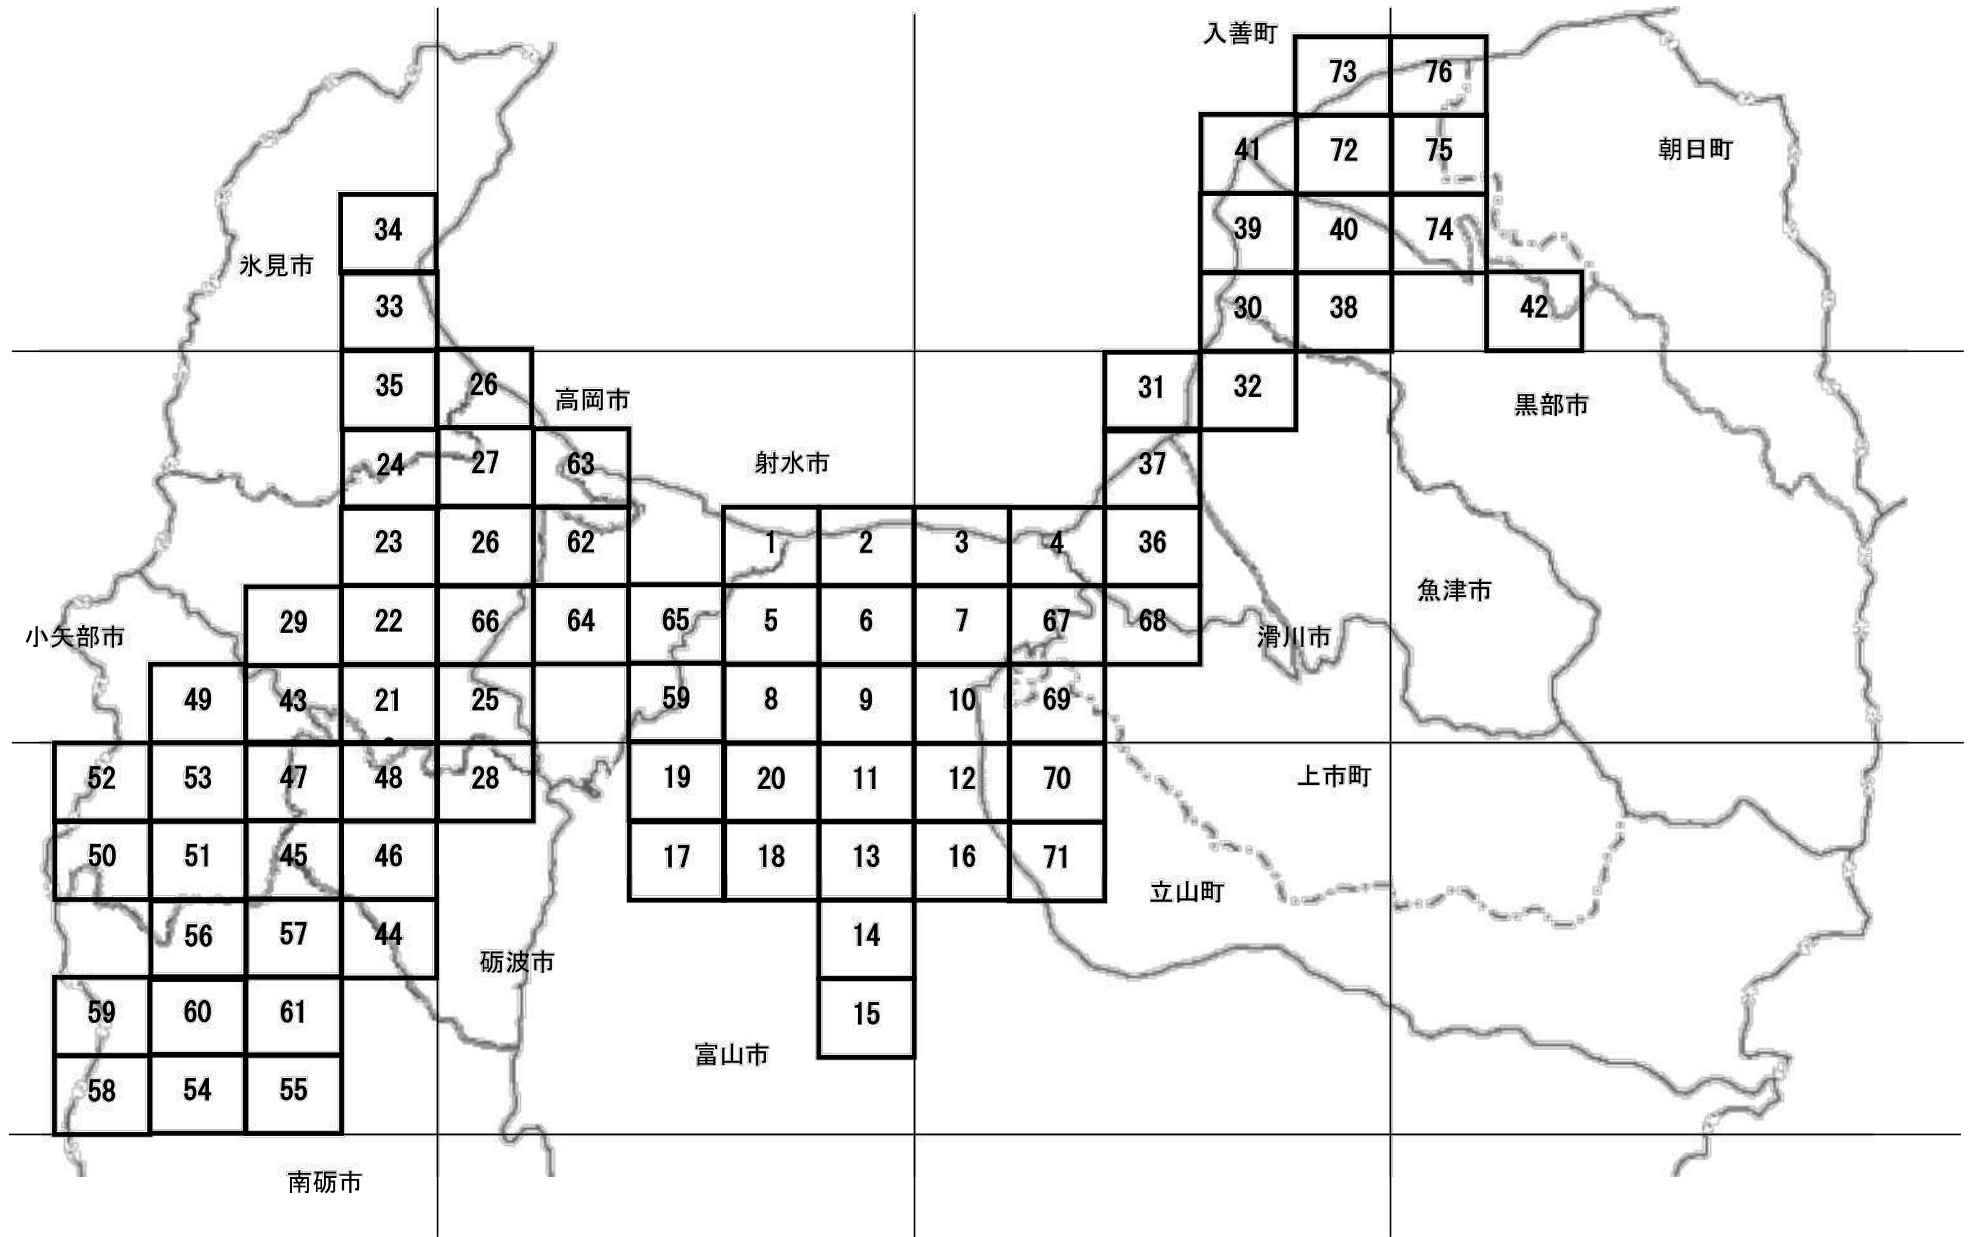 入善町
73 76
41 72 75 朝日町
34 39 40 74
氷見市
33 30 38 42
35 26 高岡市 31 32 黒部市
24 27 63 射水市 37
23 26 62 1 2 3 4 36
魚津市
29 22 66 64 65 5 6 7 67 68
小矢部市 滑川市
49 43 21 25 59 8 9 10 69
52 53 47 48 28 19 20 11 12 70 上市町
50 51 45 46 17 18 13 16 71
立山町
56 57 44 14
砺波市
59 60 61 15
富山市
58 54 55
南砺市